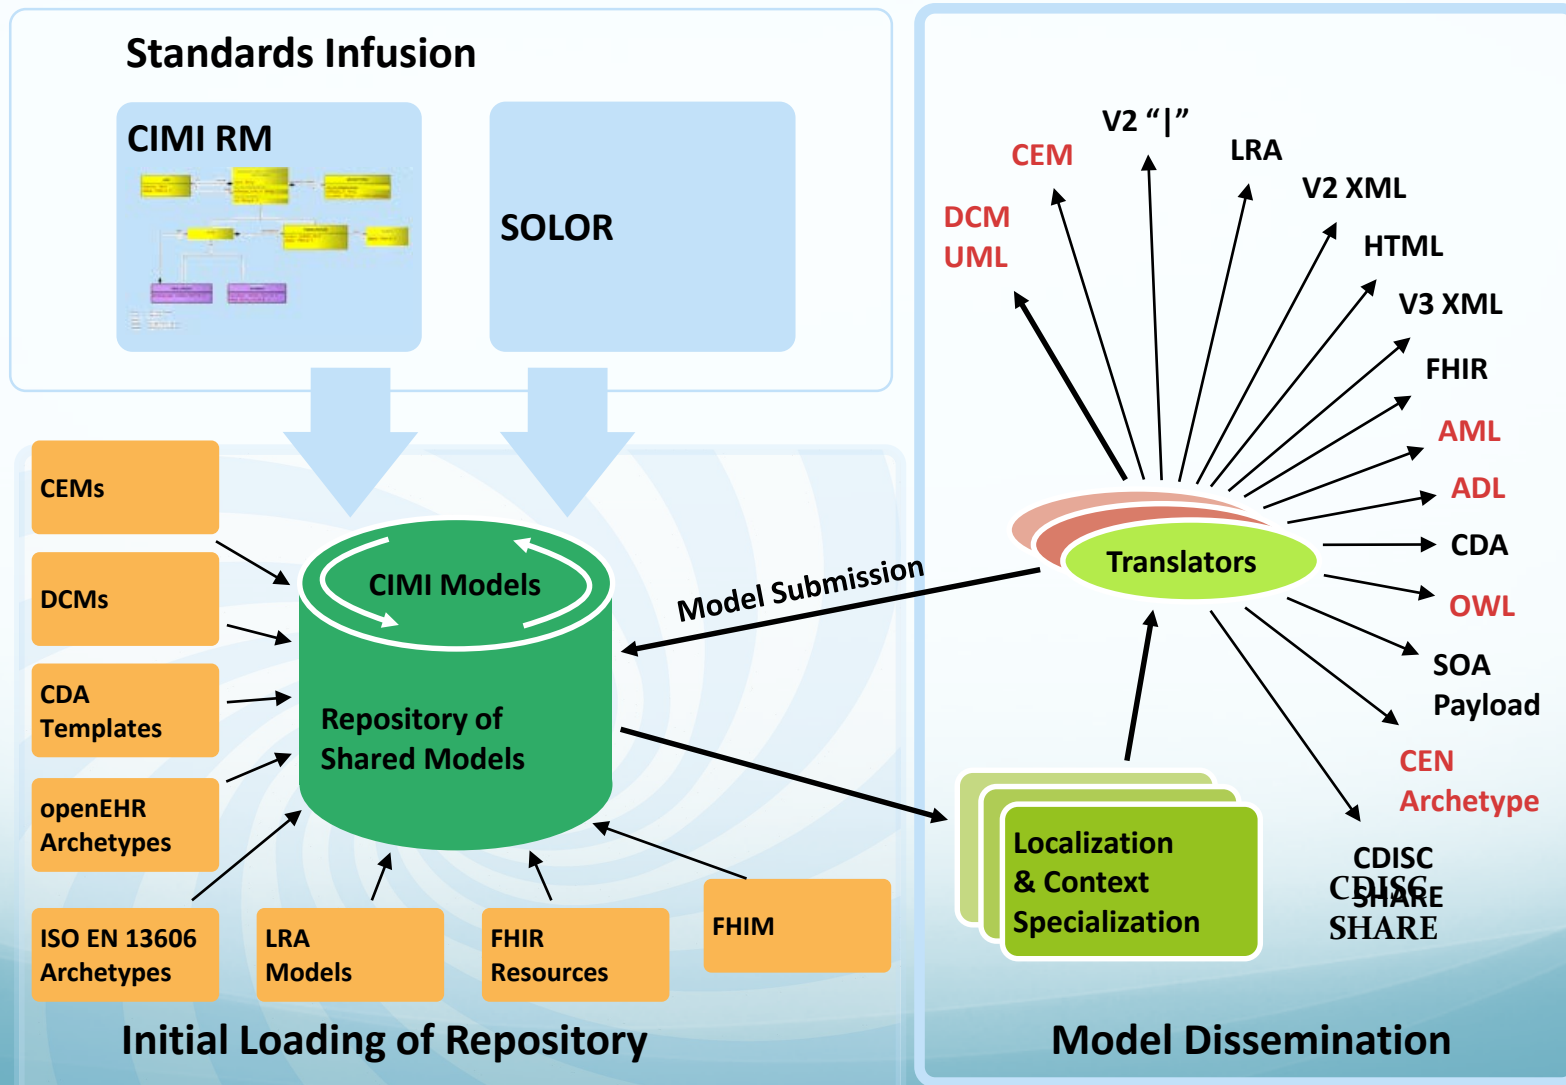 Standards Infusion
CIMI RM
SOLOR
CEMs
DCMs
CDA
Templates
openEHR
Archetypes
ISO EN 13606
Archetypes
LRA
Models
FHIR
Resources
FHIM
CIMI Models
Repository of
Shared Models
Initial Loading of Repository
Model Submission
DCM
UML
CEM
V2 “|”
LRA
V2 XML
HTML
V3 XML
FHIR
AML
ADL
CDA
OWL
SOA
Payload
CEN
Archetype
CDISC
SHARE
CDISC
SHARE
Translators
Localization
& Context
Specialization
Model Dissemination